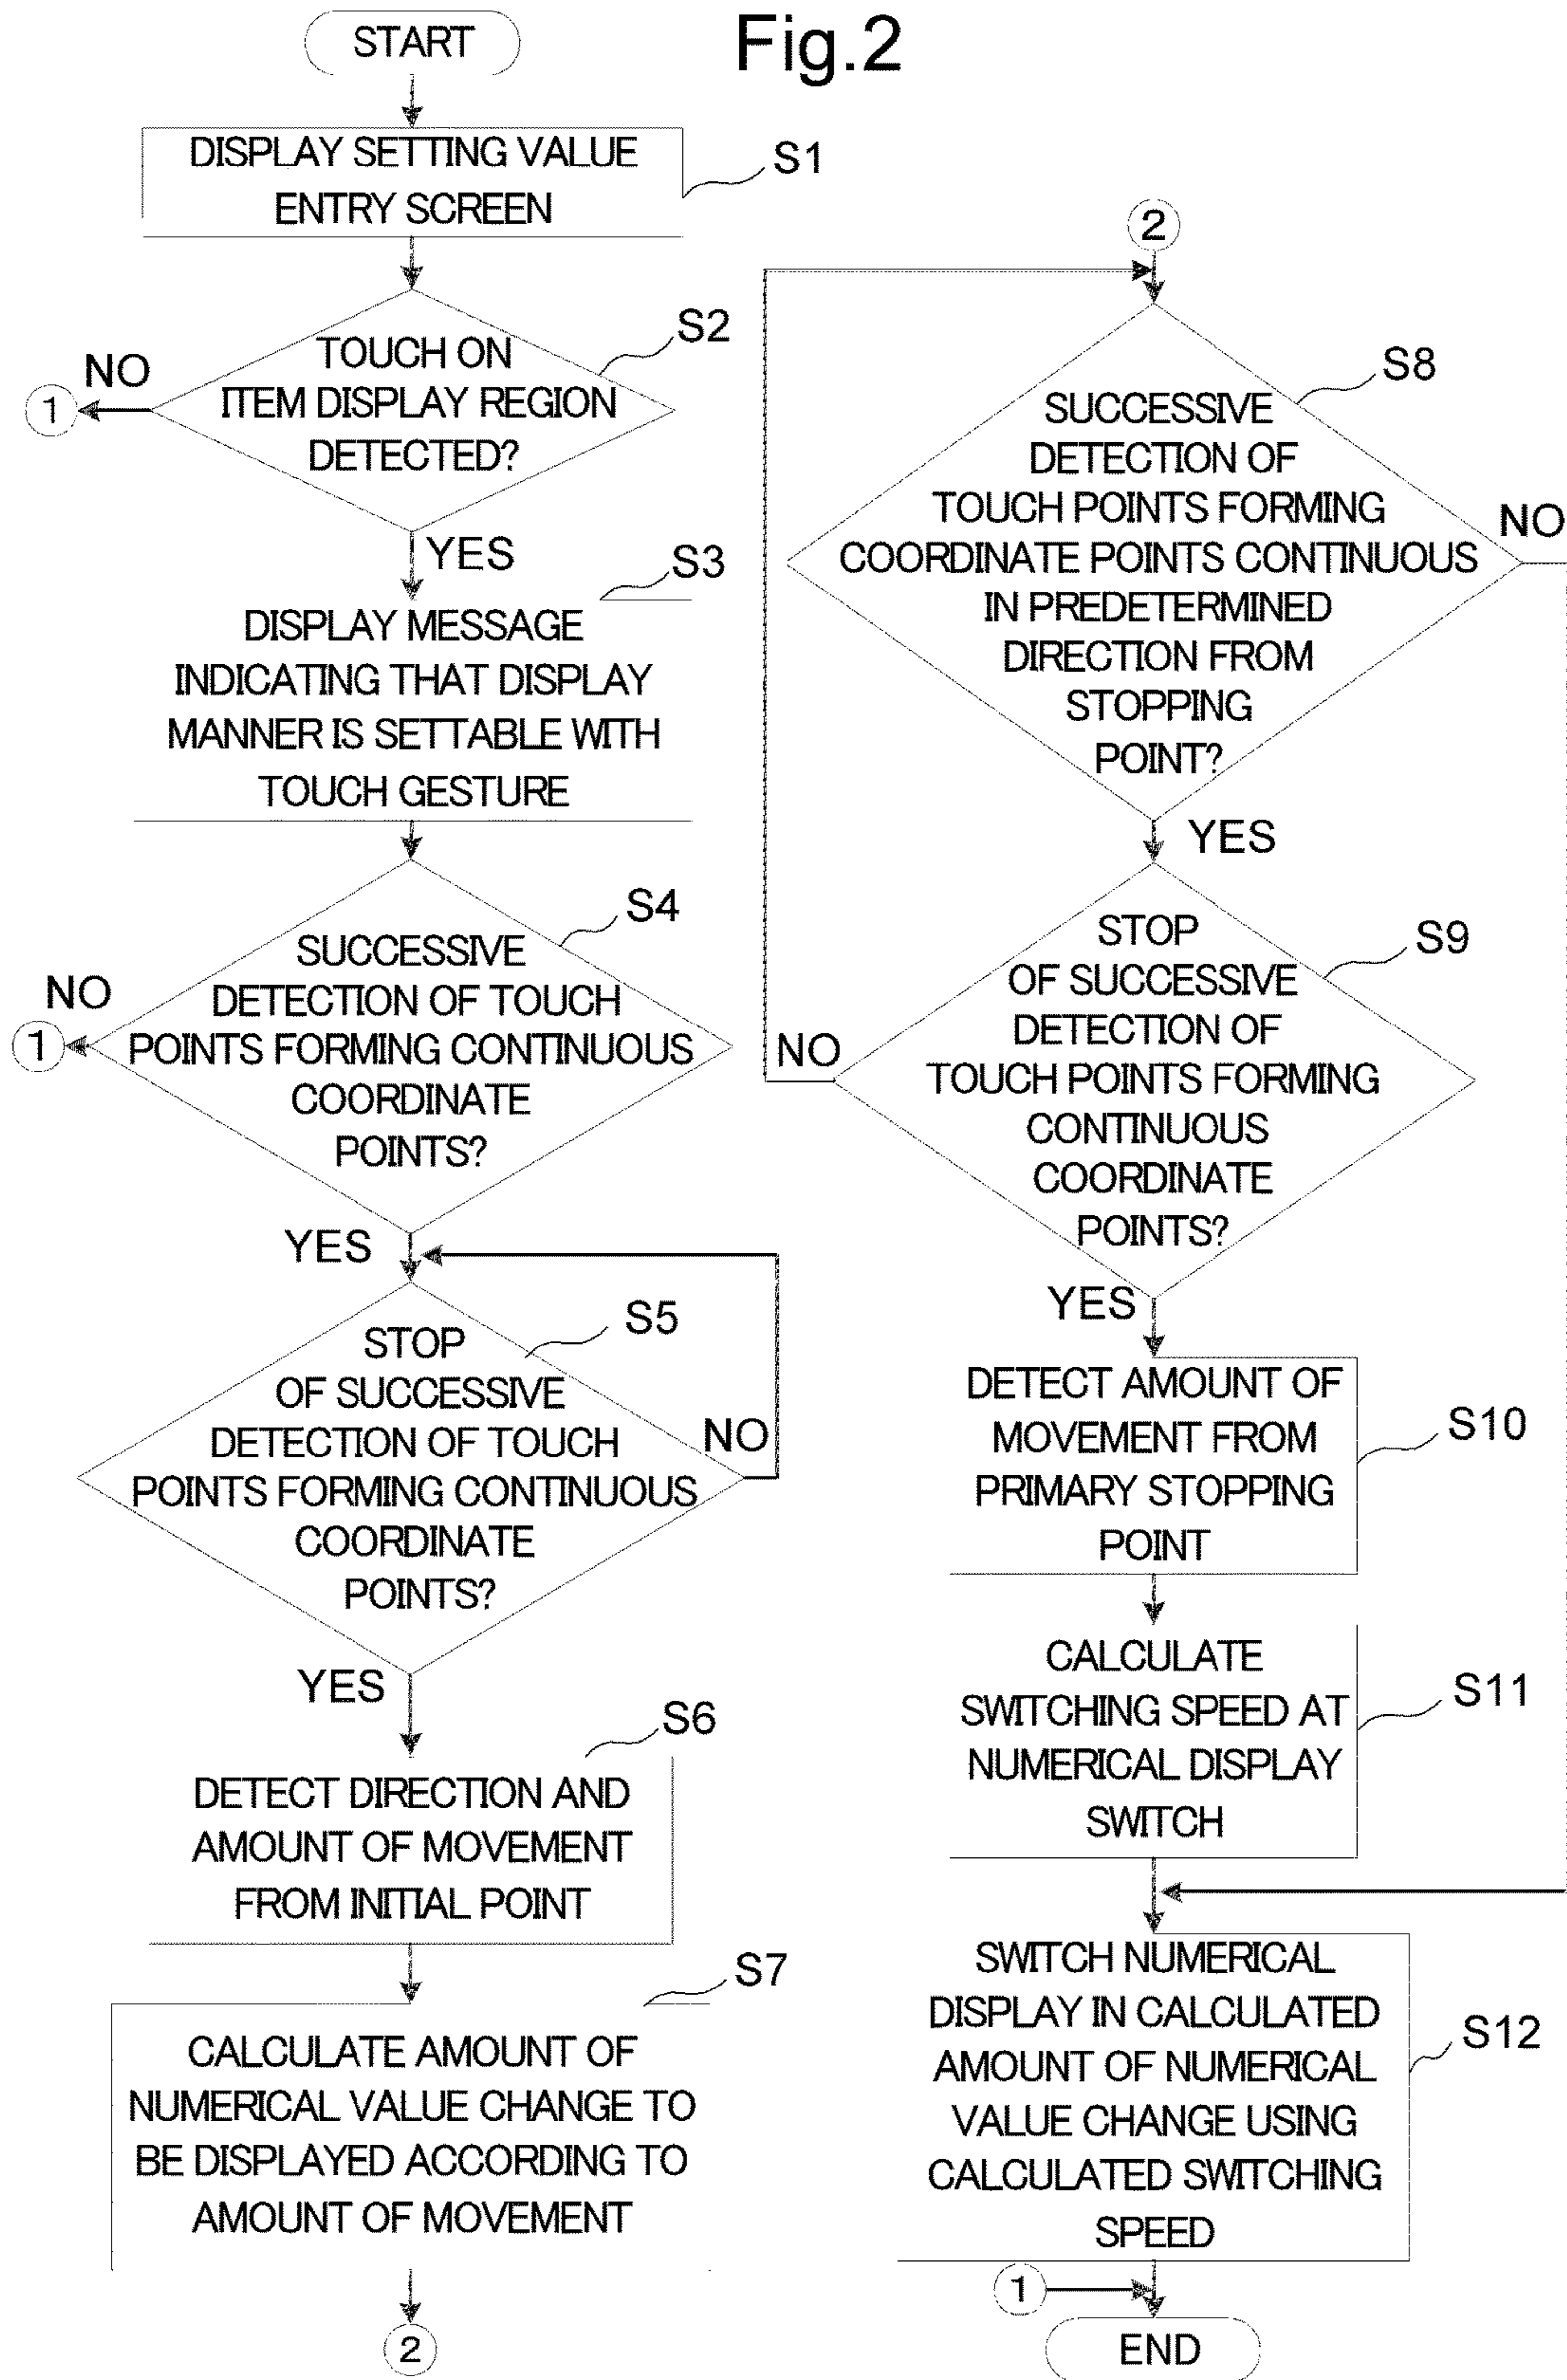 Fig.2
START
DISPLAY SETTING VALUE
ENTRY SCREEN
S1
S2
TOUCH ON
ITEM DISPLAY REGION
DETECTED?
NO
1
YES
S3
DISPLAY MESSAGE
INDICATING THAT DISPLAY
MANNER IS SETTABLE WITH
TOUCH GESTURE
S4
SUCCESSIVE
DETECTION OF TOUCH
POINTS FORMING CONTINUOUS
COORDINATE
POINTS?
NO
1
YES
S5
STOP
OF SUCCESSIVE
DETECTION OF TOUCH
POINTS FORMING CONTINUOUS
COORDINATE
POINTS?
NO
YES
S6
DETECT DIRECTION AND
AMOUNT OF MOVEMENT
FROM INITIAL POINT
S7
CALCULATE AMOUNT OF
NUMERICAL VALUE CHANGE TO
BE DISPLAYED ACCORDING TO
AMOUNT OF MOVEMENT
2
2
S8
SUCCESSIVE
DETECTION OF
TOUCH POINTS FORMING
COORDINATE POINTS CONTINUOUS
IN PREDETERMINED
DIRECTION FROM
STOPPING
POINT?
NO
YES
S9
STOP
OF SUCCESSIVE
DETECTION OF
TOUCH POINTS FORMING
CONTINUOUS
COORDINATE
POINTS?
NO
YES
DETECT AMOUNT OF
MOVEMENT FROM
PRIMARY STOPPING
POINT
S10
CALCULATE
SWITCHING SPEED AT
NUMERICAL DISPLAY
SWITCH
S11
SWITCH NUMERICAL
DISPLAY IN CALCULATED
AMOUNT OF NUMERICAL
VALUE CHANGE USING
CALCULATED SWITCHING
SPEED
S12
1
END